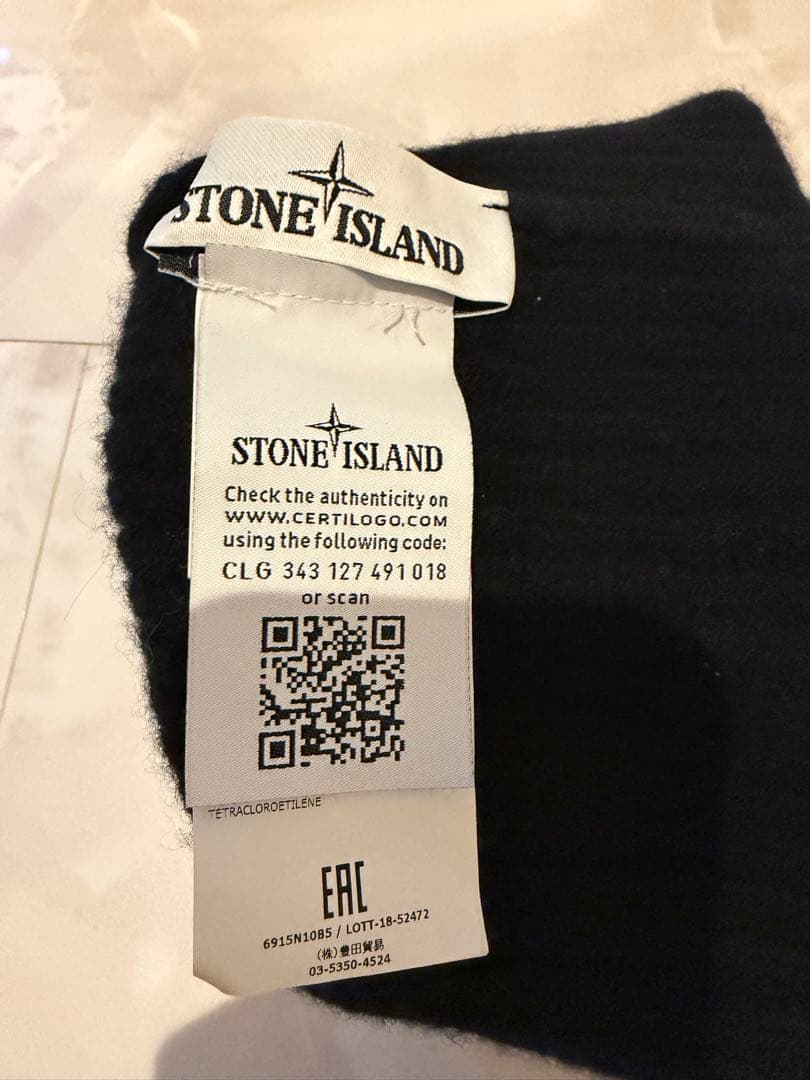 STONE ISLAND
STONE ISLAND
Check the authenticity on
WWW.CERTILOGO.COM
using the following code:
CLG 343 127 491 018
or scan
TETRACLOROETILENE
EAC
6915N10B5 / LOTT-18-52472
(株)豊田貿易
03-5350-4524